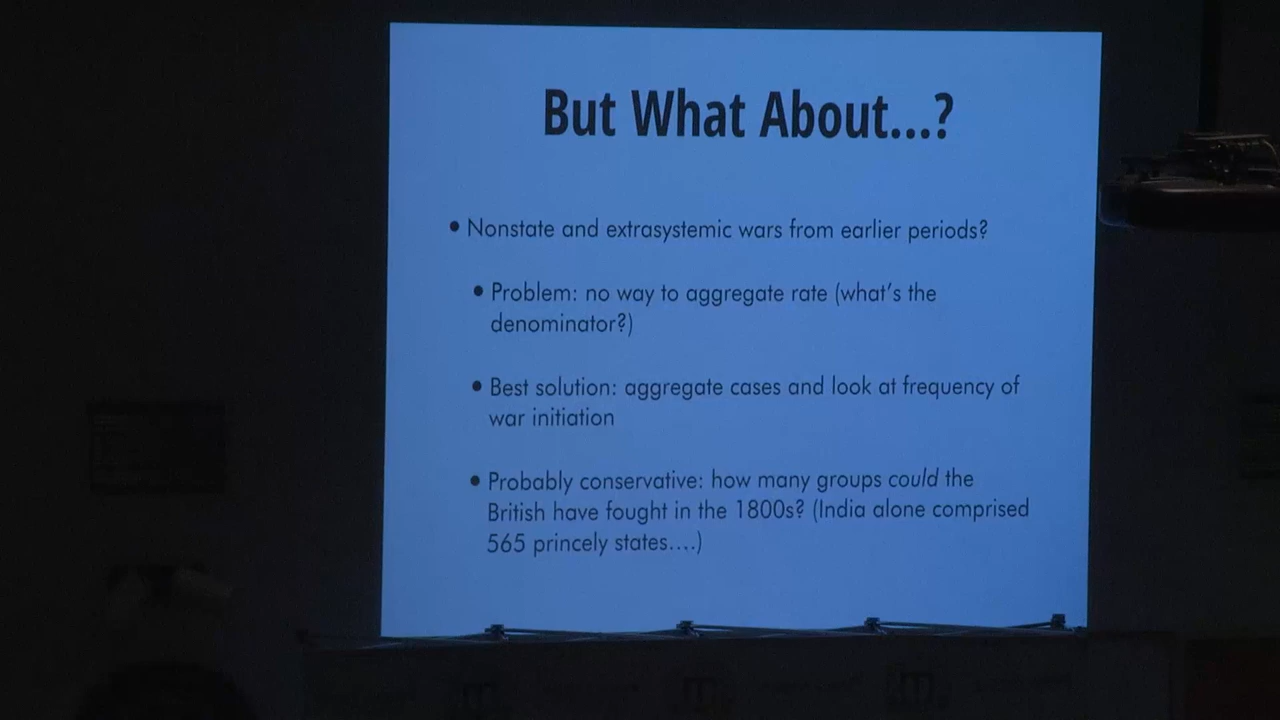 But What About...?
• Nonstate and extrasystemic wars from earlier periods?
• Problem: no way to aggregate rate (what's the
denominator?)
• Best solution: aggregate cases and look at frequency of
war initiation
• Probably conservative: how many groups could the
British have fought in the 1800s? (India alone comprised
565 princely states....)